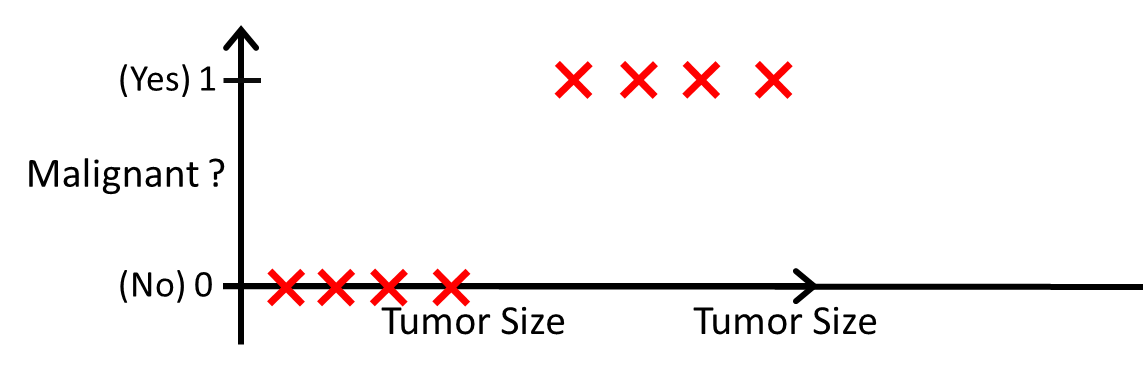 (Yes) 1
Malignant ?
(No) 0
Tumor Size
Tumor Size